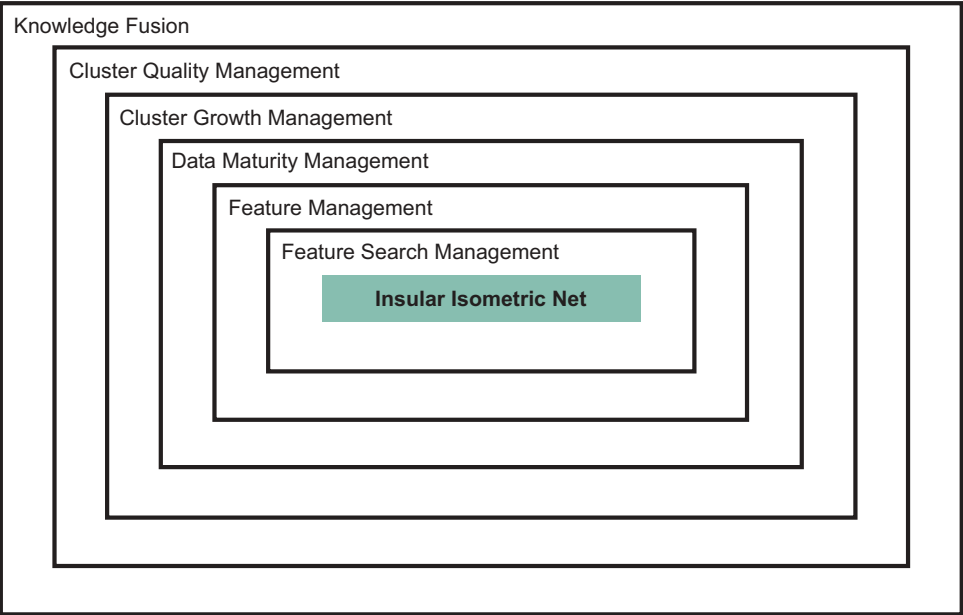 Knowledge Fusion
Cluster Quality Management
Cluster Growth Management
Data Maturity Management
Feature Management
Feature Search Management
Insular Isometric Net